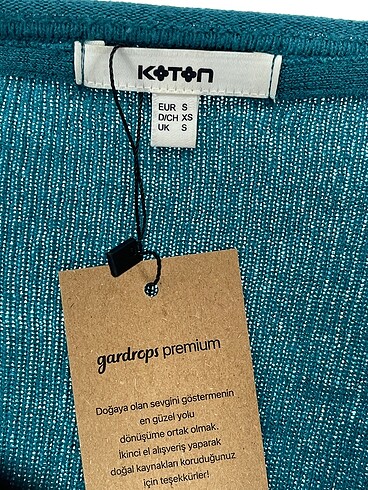 KOTON
EUR S
D/CH XS
UK S
gardrops premium
Doğaya olan sevgini göstermenin
en güzel yolu
dönüşüme ortak olmak.
İkinci el alışveriş yaparak
doğal kaynakları koruduğunuz
için teşekkürler!